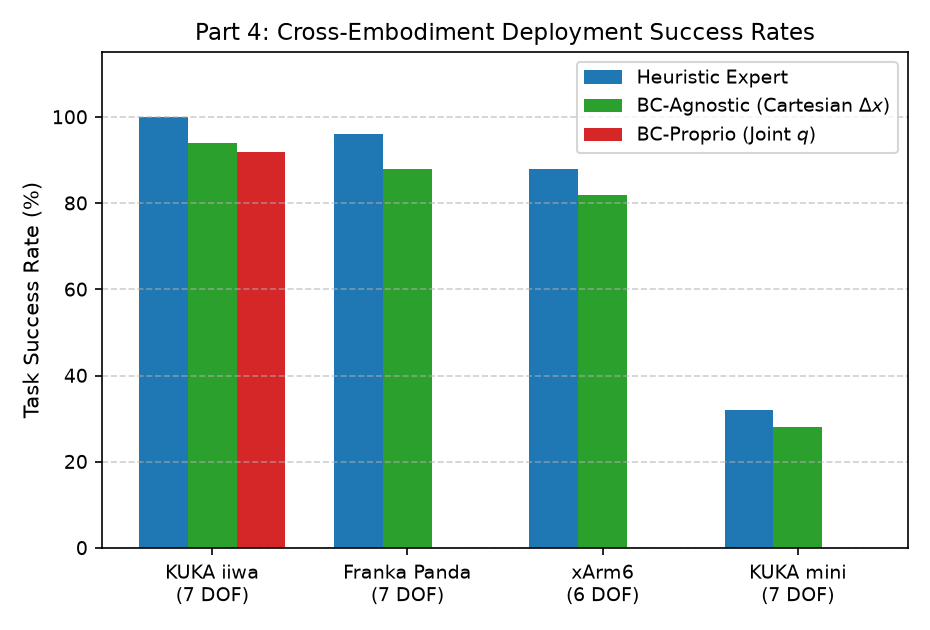 Part 4: Cross-Embodiment Deployment Success Rates
Heuristic Expert
BC-Agnostic (Cartesian Δx)
BC-Proprio (Joint q)
Task Success Rate (%)
100
80
60
40
20
0
KUKA iiwa
(7 DOF)
Franka Panda
(7 DOF)
xArm6
(6 DOF)
KUKA mini
(7 DOF)